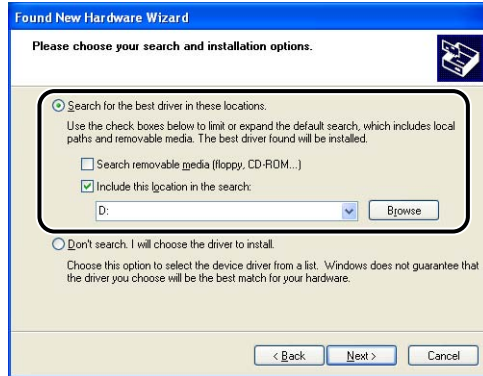 Found New Hardware Wizard
Please choose your search and installation options.
Search for the best driver in these locations.
Use the check boxes below to limit or expand the default search, which includes local
paths and removable media. The best driver found will be installed.
Search removable media (floppy, CD-ROM...)
Include this location in the search:
D:
Browse
Don't search. I will choose the driver to install.
Choose this option to select the device driver from a list. Windows does not guarantee that
the driver you choose will be the best match for your hardware.
< Back Next > Cancel